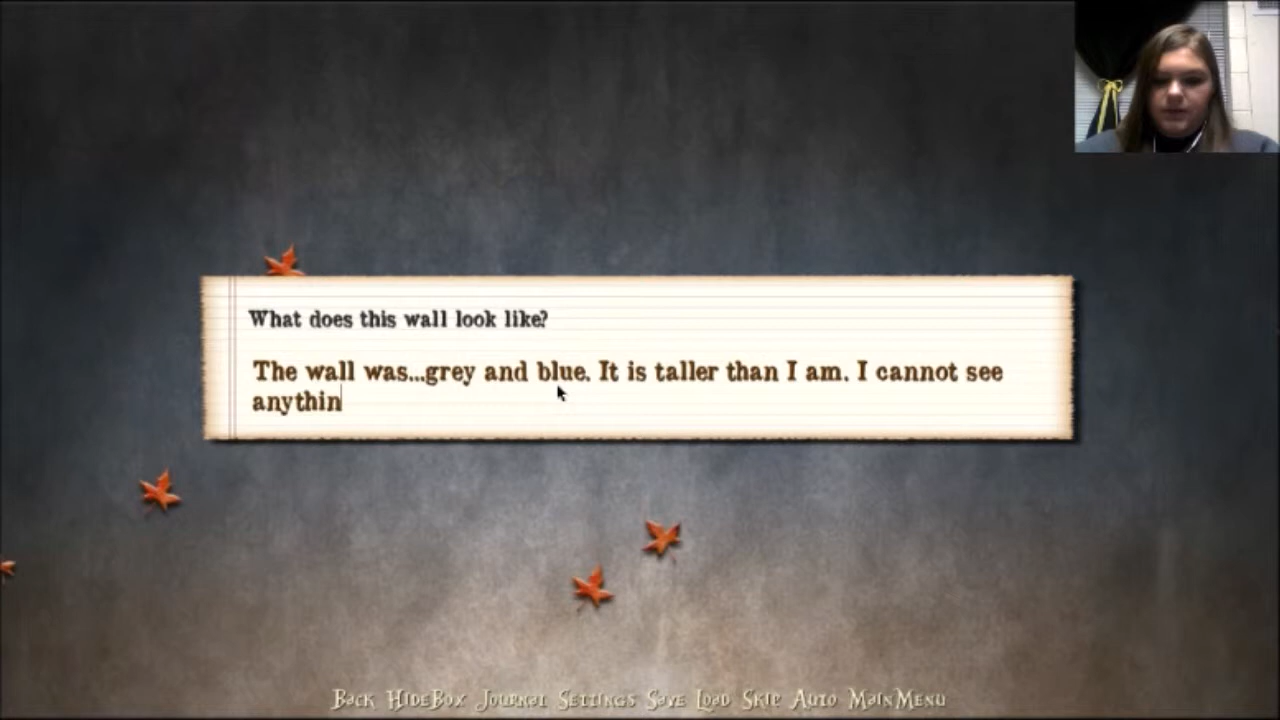 What does this wall look like?
The wall was...grey and blue. It is taller than I am. I cannot see
anythin
Back HideBox Journal Settings Save Load Skip Auto MainMenu